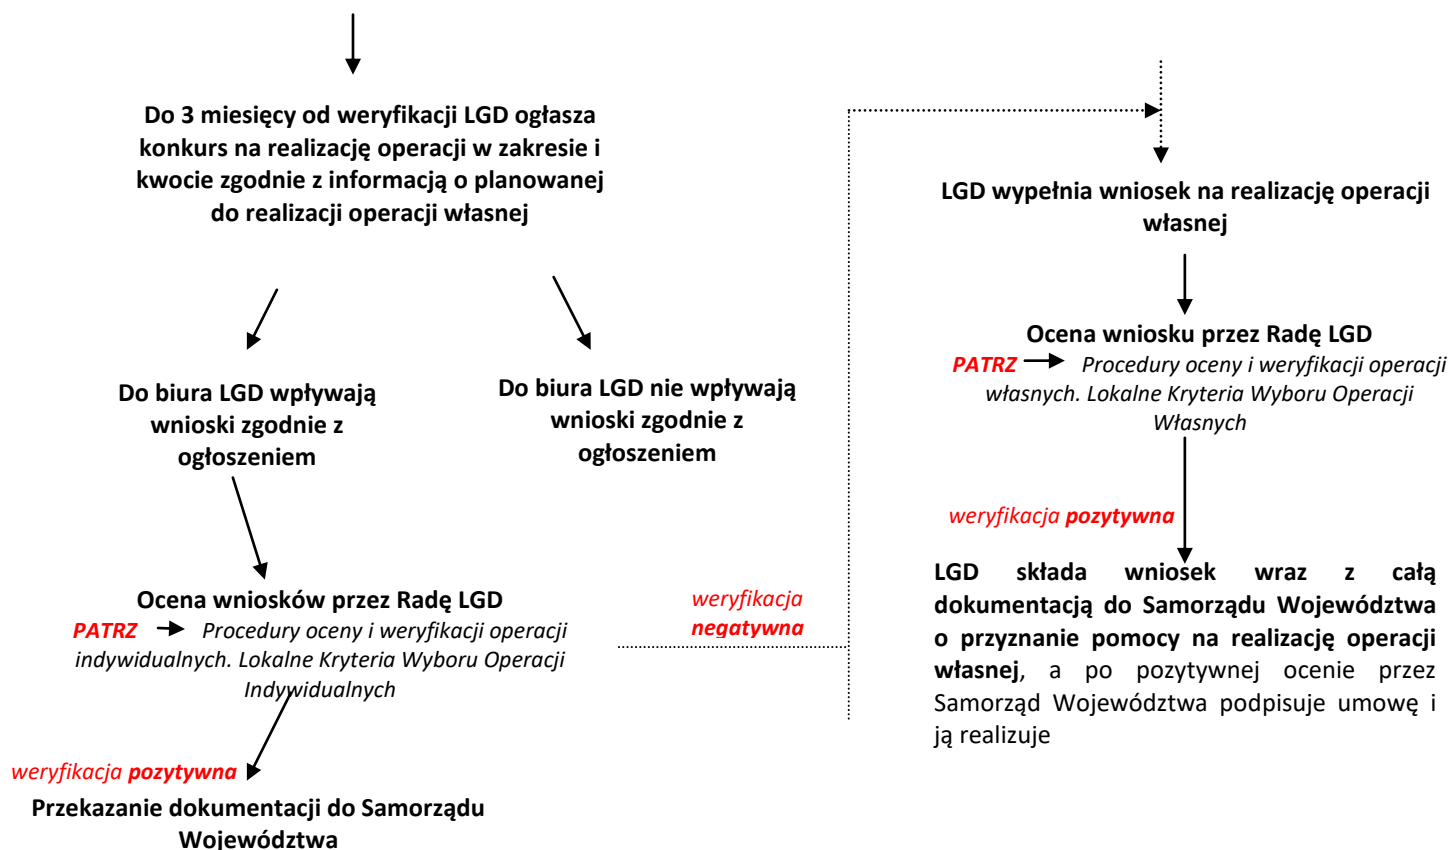 Do 3 miesięcy od weryfikacji LGD ogłasza
konkurs na realizację operacji w zakresie i
kwocie zgodnie z informacją o planowanej
do realizacji operacji własnej
Do biura LGD wpływają
wnioski zgodnie z
ogłoszeniem
Do biura LGD nie wpływają
wnioski zgodnie z
ogłoszeniem
Ocena wniosków przez Radę LGD
PATRZ Procedury oceny i weryfikacji operacji
indywidualnych. Lokalne Kryteria Wyboru Operacji
Indywidualnych
weryfikacja
negatywna
weryfikacja pozytywna
Przekazanie dokumentacji do Samorządu
Województwa
LGD wypełnia wniosek na realizację operacji
własnej
Ocena wniosku przez Radę LGD
PATRZ Procedury oceny i weryfikacji operacji
własnych. Lokalne Kryteria Wyboru Operacji
Własnych
weryfikacja pozytywna
LGD składa wniosek wraz z całą
dokumentacją do Samorządu Województwa
o przyznanie pomocy na realizację operacji
własnej, a po pozytywnej ocenie przez
Samorząd Województwa podpisuje umowę i
ją realizuje